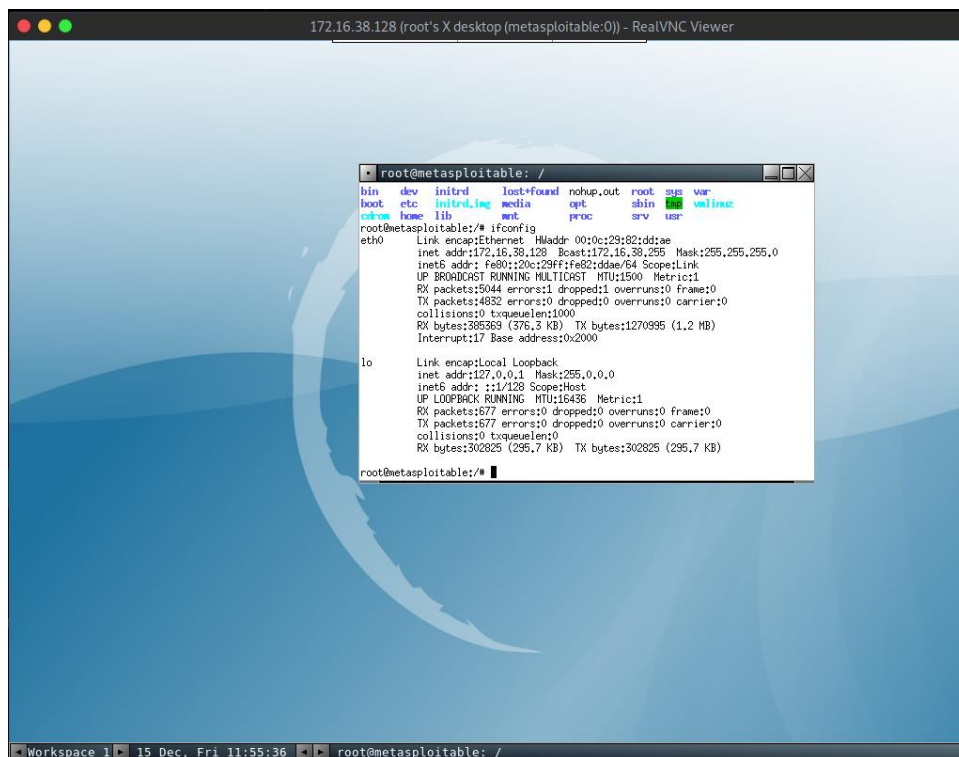 172.16.38.128 (root's X desktop (metasploitable:0)) - RealVNC Viewer
root@metasploitable: /
bin dev initrd lost+found nohup.out root sys var
boot etc initrd.img media opt sbin tmp vmlinuz
cdrom home lib mnt proc srv usr
root@metasploitable:/# ifconfig
eth0 Link encap:Ethernet HWaddr 00:0c:29:82:dd:ae
inet addr:172.16.38.128 Bcast:172.16.38.255 Mask:255.255.255.0
inet6 addr: fe80::20c:29ff:fe82:ddae/64 Scope:Link
UP BROADCAST RUNNING MULTICAST MTU:1500 Metric:1
RX packets:5044 errors:1 dropped:1 overruns:0 frame:0
TX packets:4832 errors:0 dropped:0 overruns:0 carrier:0
collisions:0 txqueuelen:1000
RX bytes:385369 (376.3 KB) TX bytes:1270995 (1.2 MB)
Interrupt:17 Base address:0x2000
lo Link encap:Local Loopback
inet addr:127.0.0.1 Mask:255.0.0.0
inet6 addr: ::1/128 Scope:Host
UP LOOPBACK RUNNING MTU:16436 Metric:1
RX packets:677 errors:0 dropped:0 overruns:0 frame:0
TX packets:677 errors:0 dropped:0 overruns:0 carrier:0
collisions:0 txqueuelen:0
RX bytes:302825 (295.7 KB) TX bytes:302825 (295.7 KB)
root@metasploitable:/#
Workspace 1 15 Dec, Fri 11:55:36 root@metasploitable: /